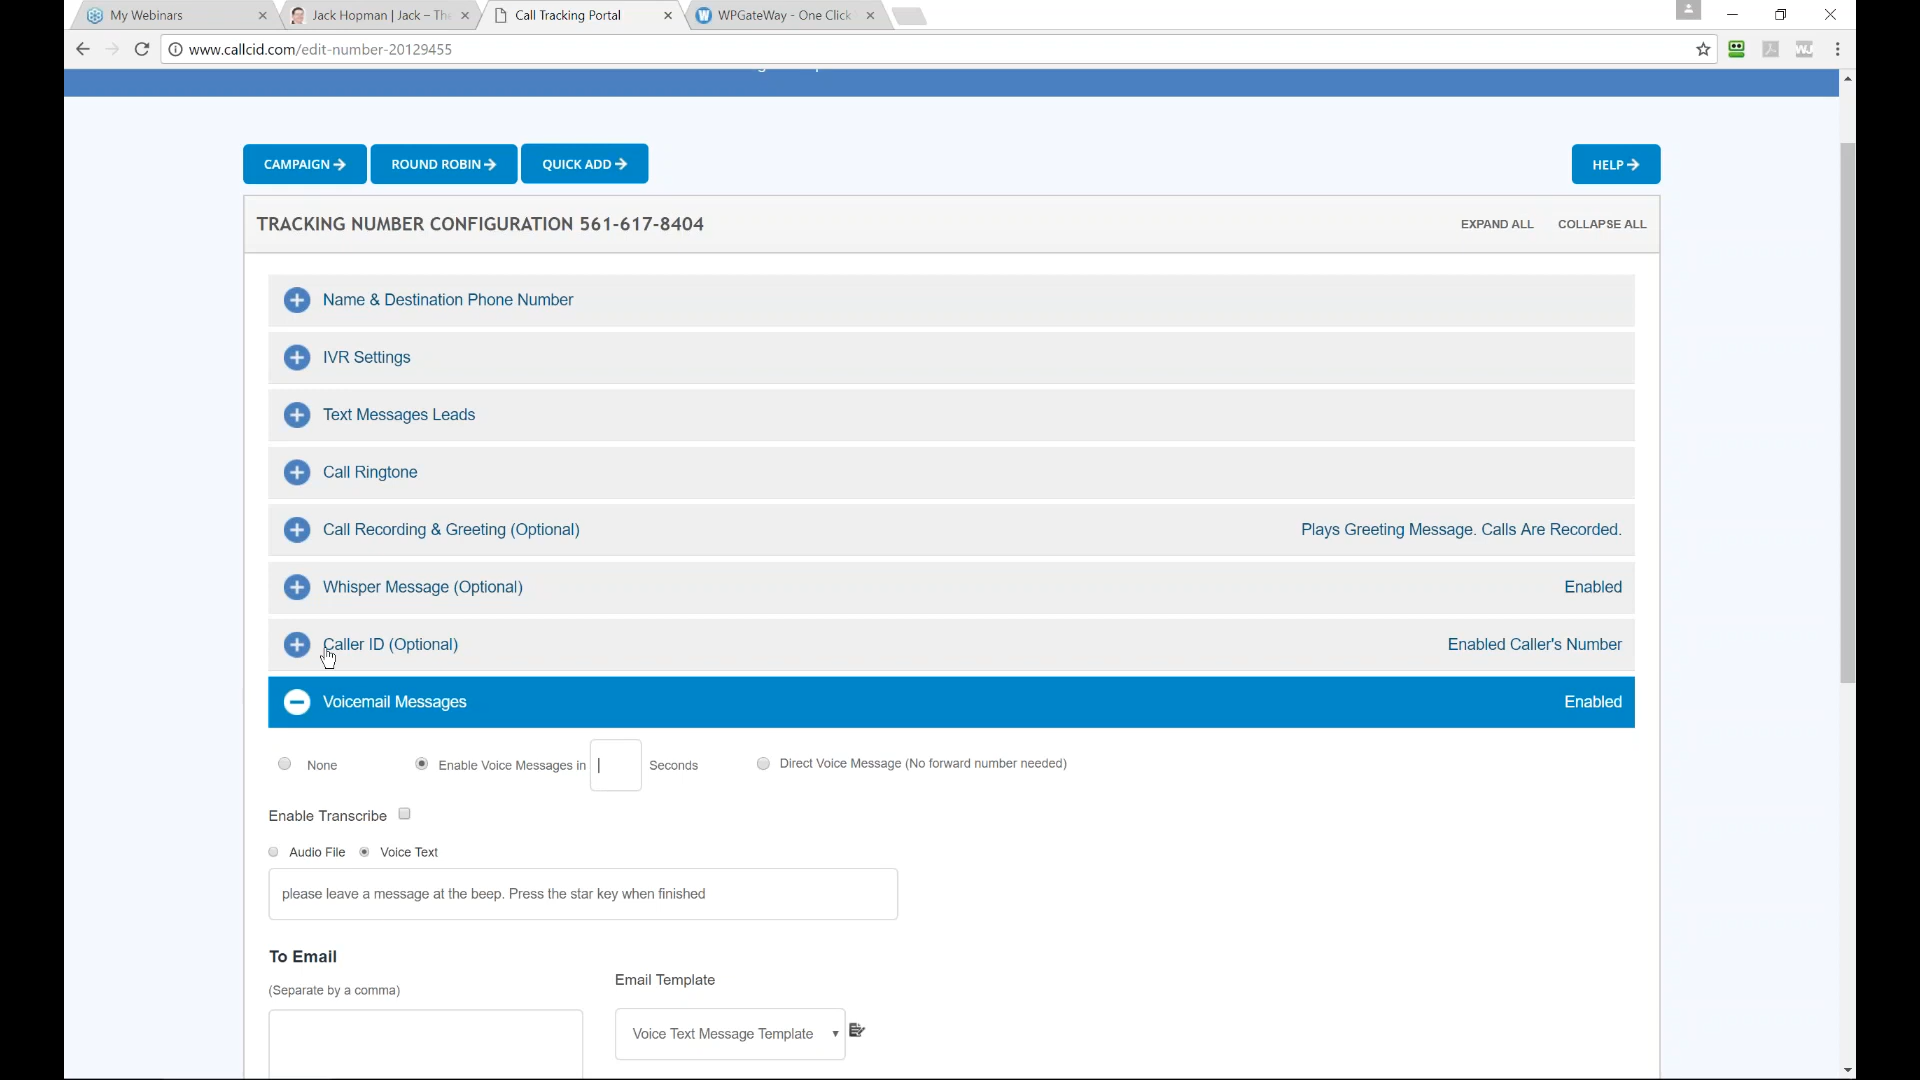 My Webinars
Jack Hopman | Jack – The
Call Tracking Portal
WPGateWay - One Click
www.callcid.com/edit-number-20129455
CAMPAIGN
ROUND ROBIN
QUICK ADD
HELP
TRACKING NUMBER CONFIGURATION 561-617-8404
EXPAND ALL
COLLAPSE ALL
Name & Destination Phone Number
IVR Settings
Text Messages Leads
Call Ringtone
Call Recording & Greeting (Optional)
Plays Greeting Message. Calls Are Recorded.
Whisper Message (Optional)
Enabled
Caller ID (Optional)
Enabled Caller's Number
Voicemail Messages
Enabled
None
Enable Voice Messages in
Seconds
Direct Voice Message (No forward number needed)
Enable Transcribe
Audio File
Voice Text
please leave a message at the beep. Press the star key when finished
To Email
Email Template
(Separate by a comma)
Voice Text Message Template